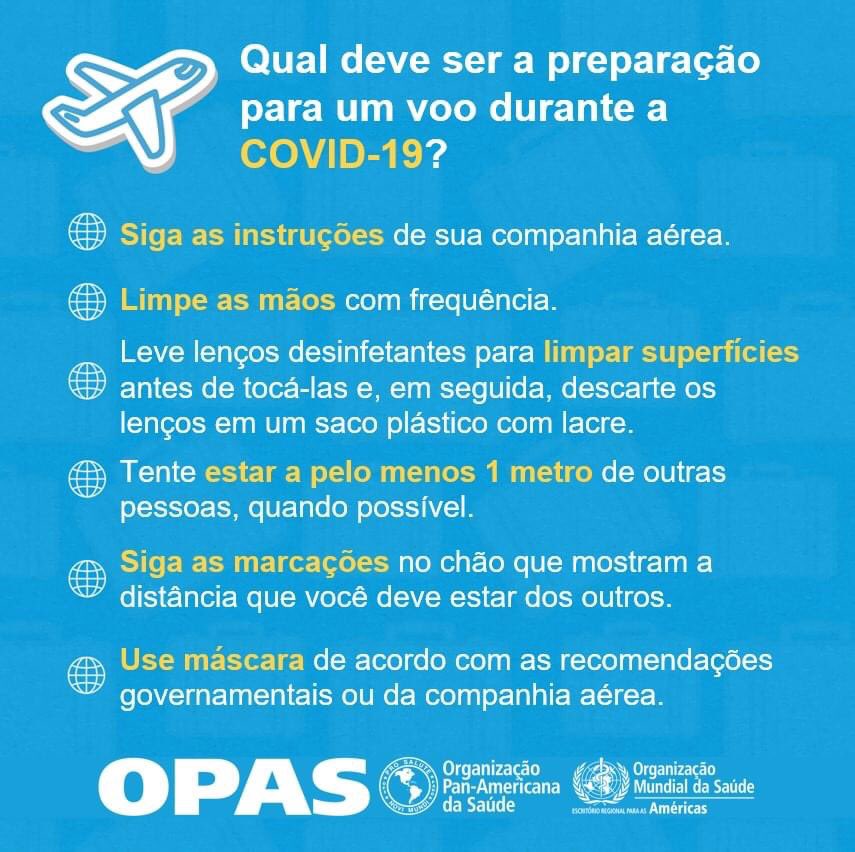 Qual deve ser a preparação
para um voo durante a
COVID-19?
Siga as instruções de sua companhia aérea.
Limpe as mãos com frequência.
Leve lenços desinfetantes para limpar superfícies
antes de tocá-las e, em seguida, descarte os
lenços em um saco plástico com lacre.
Tente estar a pelo menos 1 metro de outras
pessoas, quando possível.
Siga as marcações no chão que mostram a
distância que você deve estar dos outros.
Use máscara de acordo com as recomendações
governamentais ou da companhia aérea.
OPAS
PRO SALUTE
NOVI MUNDI
Organização
Pan-Americana
da Saúde
Organização
Mundial da Saúde
ESCRITÓRIO REGIONAL PARA AS Américas